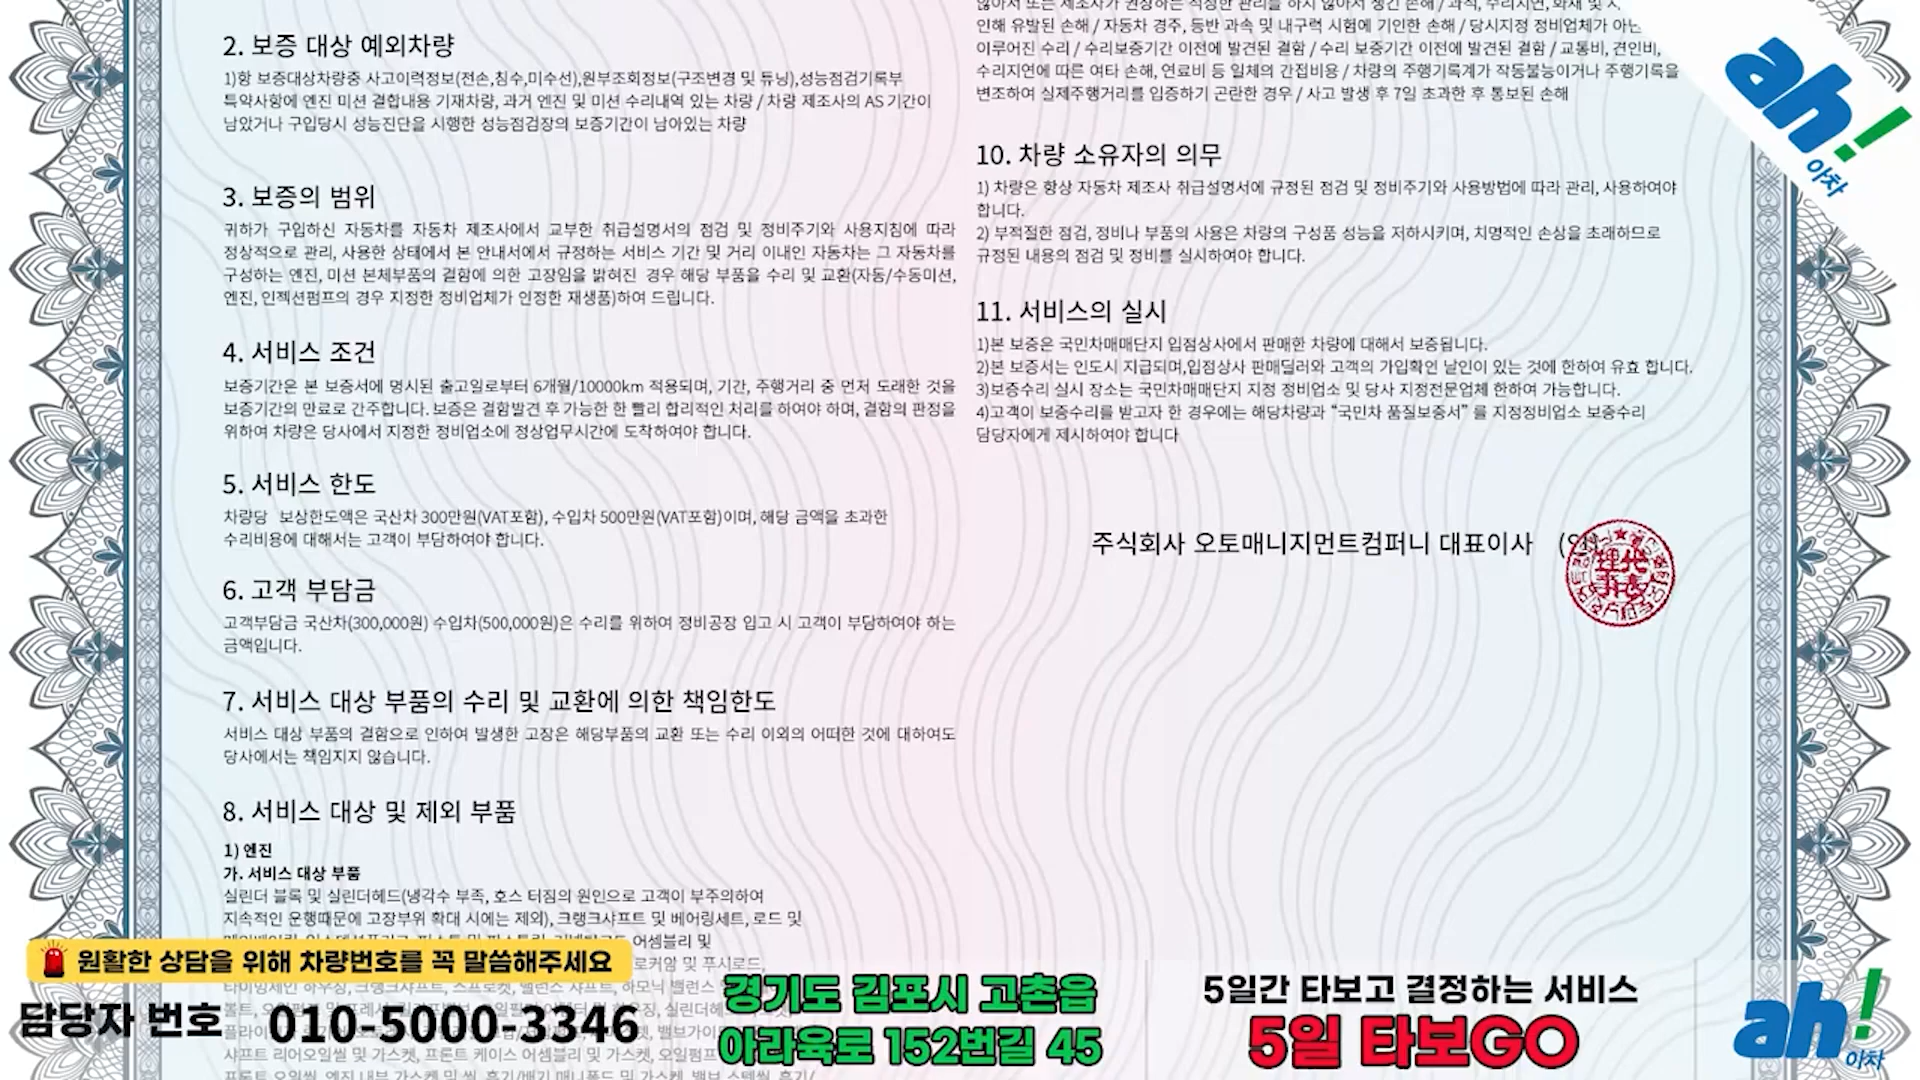 2. 보증 대상 예외차량
1)항 보증대상차량중 사고이력정보(전손,침수,미수선),원부조회정보(구조변경 및 튜닝),성능점검기록부
특약사항에 엔진 미션 결합내용 기재차량, 과거 엔진 및 미션 수리내역 있는 차량 / 차량 제조사의 AS 기간이
남았거나 구입당시 성능진단을 시행한 성능점검장의 보증기간이 남아있는 차량
3. 보증의 범위
귀하가 구입하신 자동차를 자동차 제조사에서 교부한 취급설명서의 점검 및 정비주기와 사용지침에 따라
정상적으로 관리, 사용한 상태에서 본 안내서에서 규정하는 서비스 기간 및 거리 이내인 자동차는 그 자동차를
구성하는 엔진, 미션 본체부품의 결함에 의한 고장임을 밝혀진 경우 해당 부품을 수리 및 교환(자동/수동미션,
엔진, 인젝션펌프의 경우 지정한 정비업체가 인정한 재생품)하여 드립니다.
4. 서비스 조건
보증기간은 본 보증서에 명시된 출고일로부터 6개월/10000km 적용되며, 기간, 주행거리 중 먼저 도래한 것을
보증기간의 만료로 간주합니다. 보증은 결함발견 후 가능한 한 빨리 합리적인 처리를 하여야 하며, 결함의 판정을
위하여 차량은 당사에서 지정한 정비업소에 정상업무시간에 도착하여야 합니다.
5. 서비스 한도
차량당 보상한도액은 국산차 300만원(VAT포함), 수입차 500만원(VAT포함)이며, 해당 금액을 초과한
수리비용에 대해서는 고객이 부담하여야 합니다.
6. 고객 부담금
고객부담금 국산차(300,000원) 수입차(500,000원)은 수리를 위하여 정비공장 입고 시 고객이 부담하여야 하는
금액입니다.
7. 서비스 대상 부품의 수리 및 교환에 의한 책임한도
서비스 대상 부품의 결함으로 인하여 발생한 고장은 해당부품의 교환 또는 수리 이외의 어떠한 것에 대하여도
당사에서는 책임지지 않습니다.
8. 서비스 대상 및 제외 부품
1) 엔진
가. 서비스 대상 부품
실린더 블록 및 실린더헤드(냉각수 부족, 호스 터짐의 원인으로 고객이 부주의하여
지속적인 운행때문에 고장부위 확대 시에는 제외), 크랭크샤프트 및 베어링세트, 로드 및
어셈블리 및
로커암 및 푸시로드,
인해 유발된 손해 / 자동차 경주, 등반 과속 및 내구력 시험에 기인한 손해 / 당시지정 정비업체가 아닌
이루어진 수리 / 수리보증기간 이전에 발견된 결함 / 수리 보증기간 이전에 발견된 결함 / 교통비, 견인비,
수리지연에 따른 여타 손해, 연료비 등 일체의 간접비용 / 차량의 주행기록계가 작동불능이거나 주행기록을
변조하여 실제주행거리를 입증하기 곤란한 경우 / 사고 발생 후 7일 초과한 후 통보된 손해
10. 차량 소유자의 의무
1) 차량은 항상 자동차 제조사 취급설명서에 규정된 점검 및 정비주기와 사용방법에 따라 관리, 사용하여야
합니다.
2) 부적절한 점검, 정비나 부품의 사용은 차량의 구성품 성능을 저하시키며, 치명적인 손상을 초래하므로
규정된 내용의 점검 및 정비를 실시하여야 합니다.
11. 서비스의 실시
1)본 보증은 국민차매매단지 입점상사에서 판매한 차량에 대해서 보증됩니다.
2)본 보증서는 인도시 지급되며,입점상사 판매딜러와 고객의 가입확인 날인이 있는 것에 한하여 유효 합니다.
3)보증수리 실시 장소는 국민차매매단지 지정 정비업소 및 당사 지정전문업체 한하여 가능합니다.
4)고객이 보증수리를 받고자 한 경우에는 해당차량과 “국민차 품질보증서” 를 지정정비업소 보증수리
담당자에게 제시하여야 합니다
주식회사 오토매니지먼트컴퍼니 대표이사
ah!
아차
원활한 상담을 위해 차량번호를 꼭 말씀해주세요
담당자 번호 010-5000-3346
경기도 김포시 고촌읍
아라육로 152번길 45
5일간 타보고 결정하는 서비스
5일 타보GO
ah!
아차